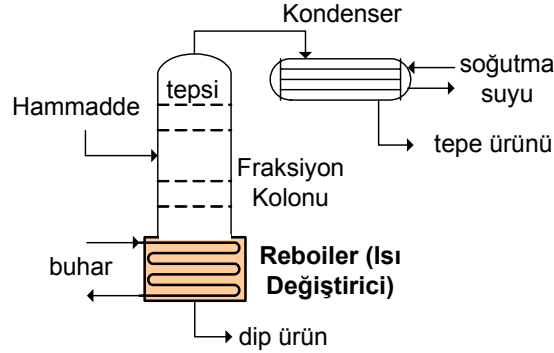 Kondenser
tepsi
soğutma
suyu
Hammadde
tepe ürünü
Fraksiyon
Kolonu
Reboiler (Isı
Değiştirici)
buhar
dip ürün